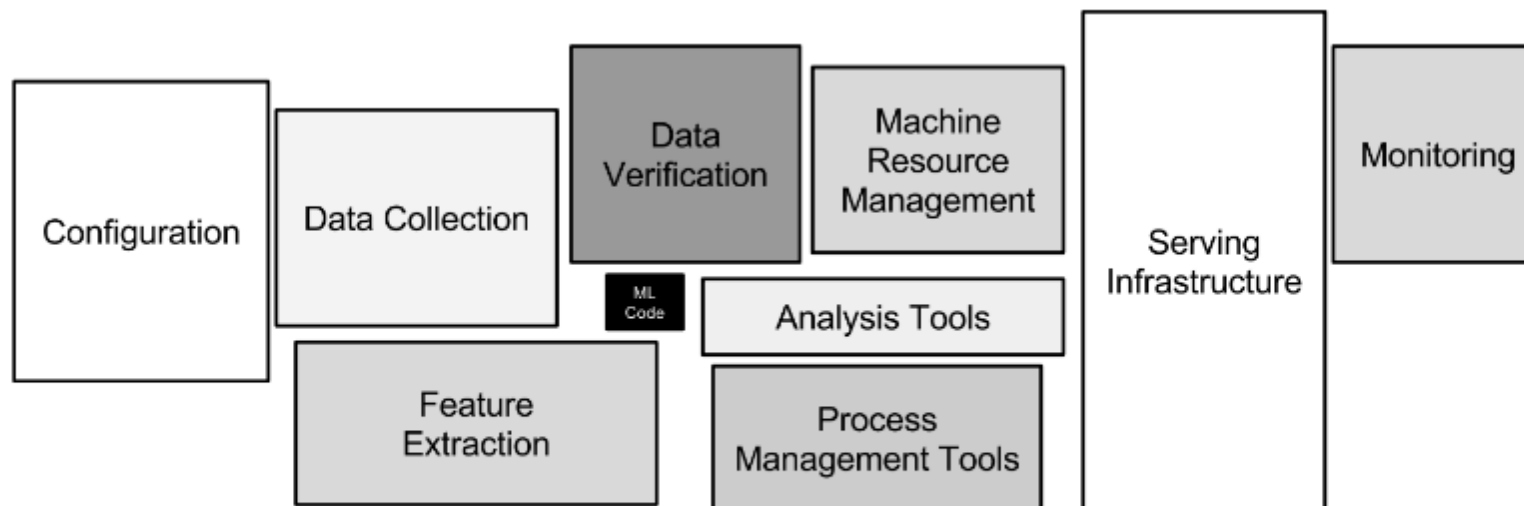 Configuration
Data Collection
Data
Verification
Machine
Resource
Management
Monitoring
Serving
Infrastructure
ML
Code
Analysis Tools
Feature
Extraction
Process
Management Tools